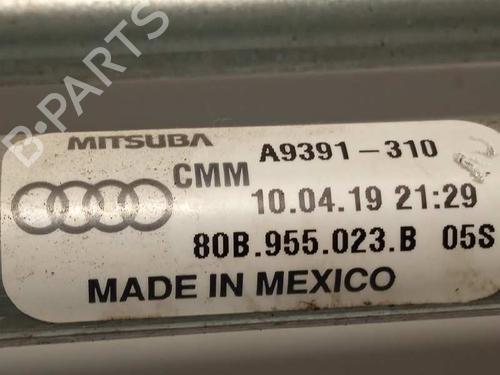 B-PARTS
MITSUBA
CMM
A9391-310
10.04.19 21:29
80B.955.023.B 05S
MADE IN MEXICO